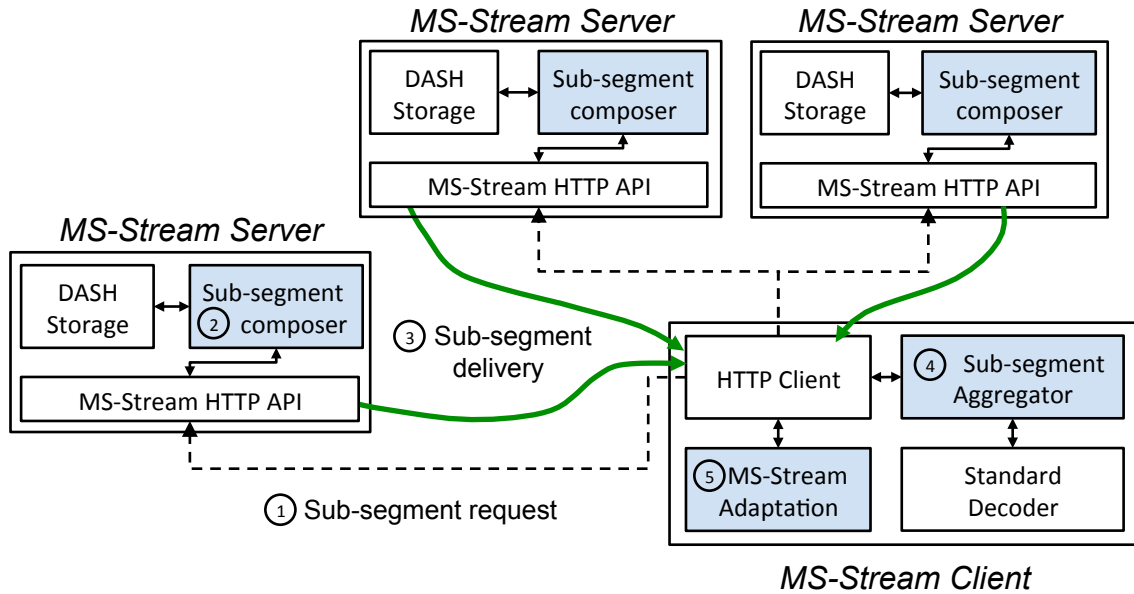 MS-Stream Server
DASH
Storage
Sub-segment
composer
MS-Stream HTTP API
MS-Stream Server
DASH
Storage
Sub-segment
composer
MS-Stream HTTP API
MS-Stream Server
DASH
Storage
Sub-segment
2 composer
MS-Stream HTTP API
3 Sub-segment
delivery
1 Sub-segment request
HTTP Client
4 Sub-segment
Aggregator
5 MS-Stream
Adaptation
Standard
Decoder
MS-Stream Client